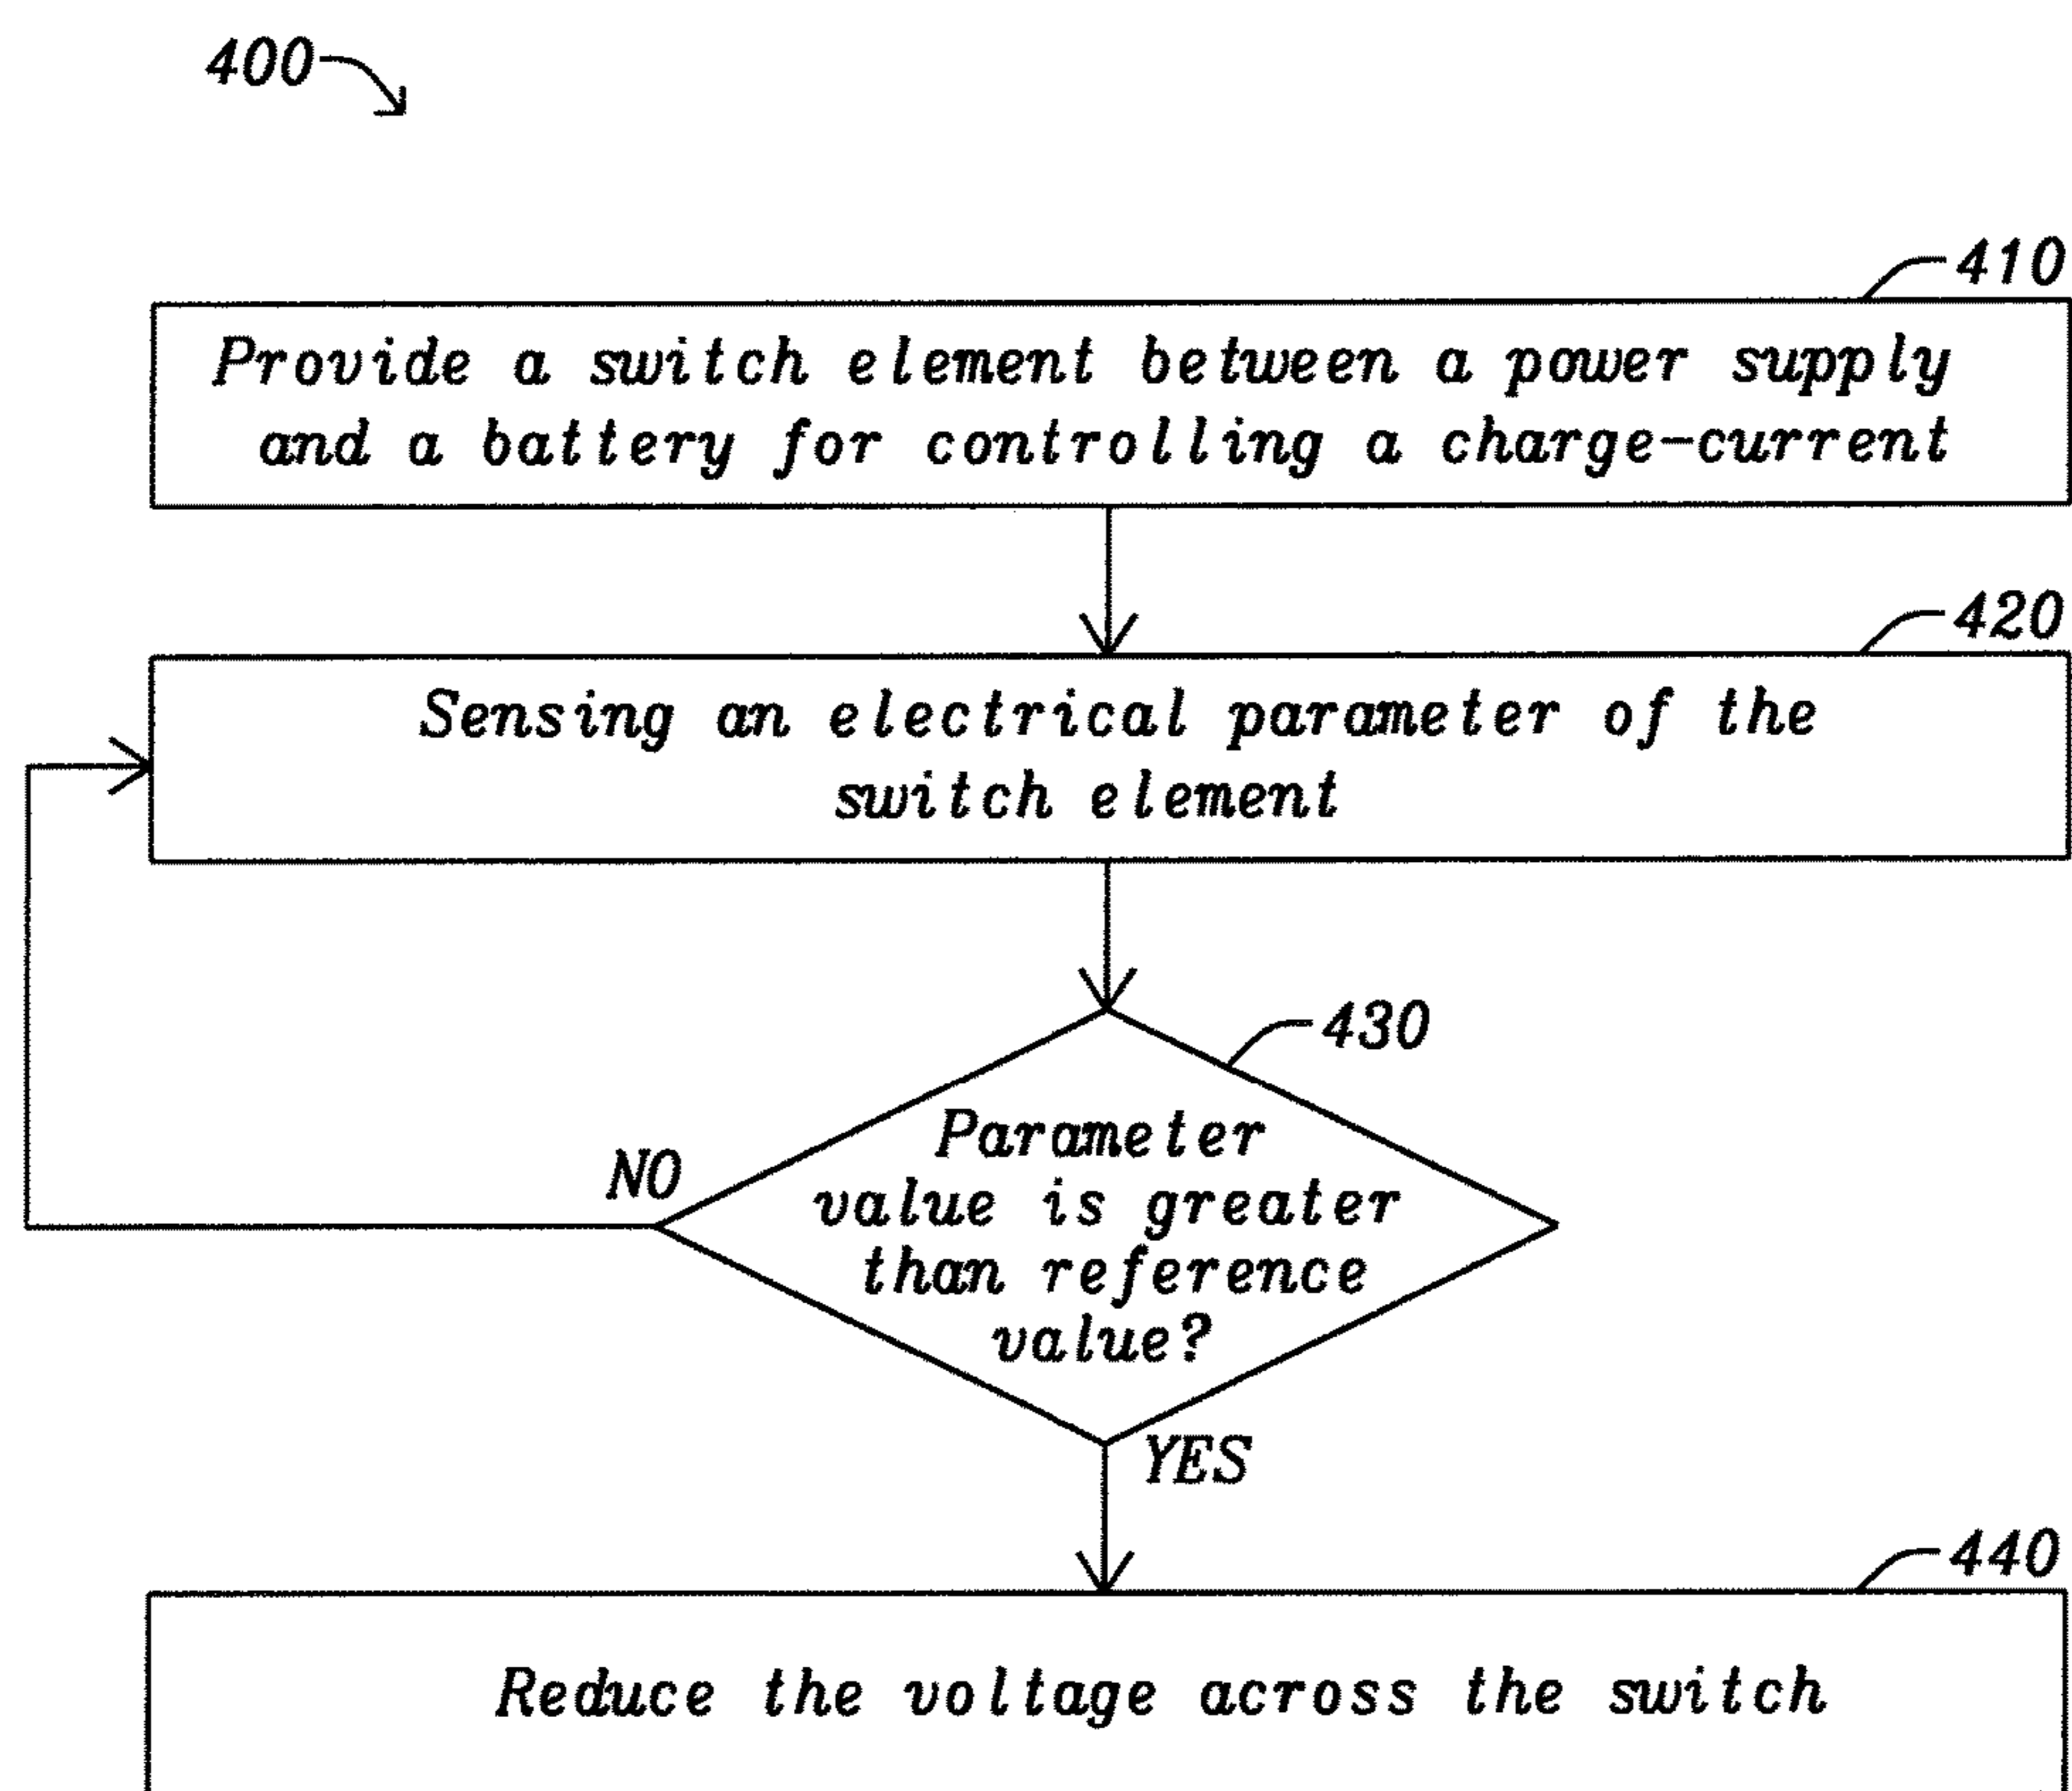 400
410
Provide a switch element between a power supply
and a battery for controlling a charge-current
420
Sensing an electrical parameter of the
switch element
430
Parameter
value is greater
than reference
value?
NO
YES
440
Reduce the voltage across the switch